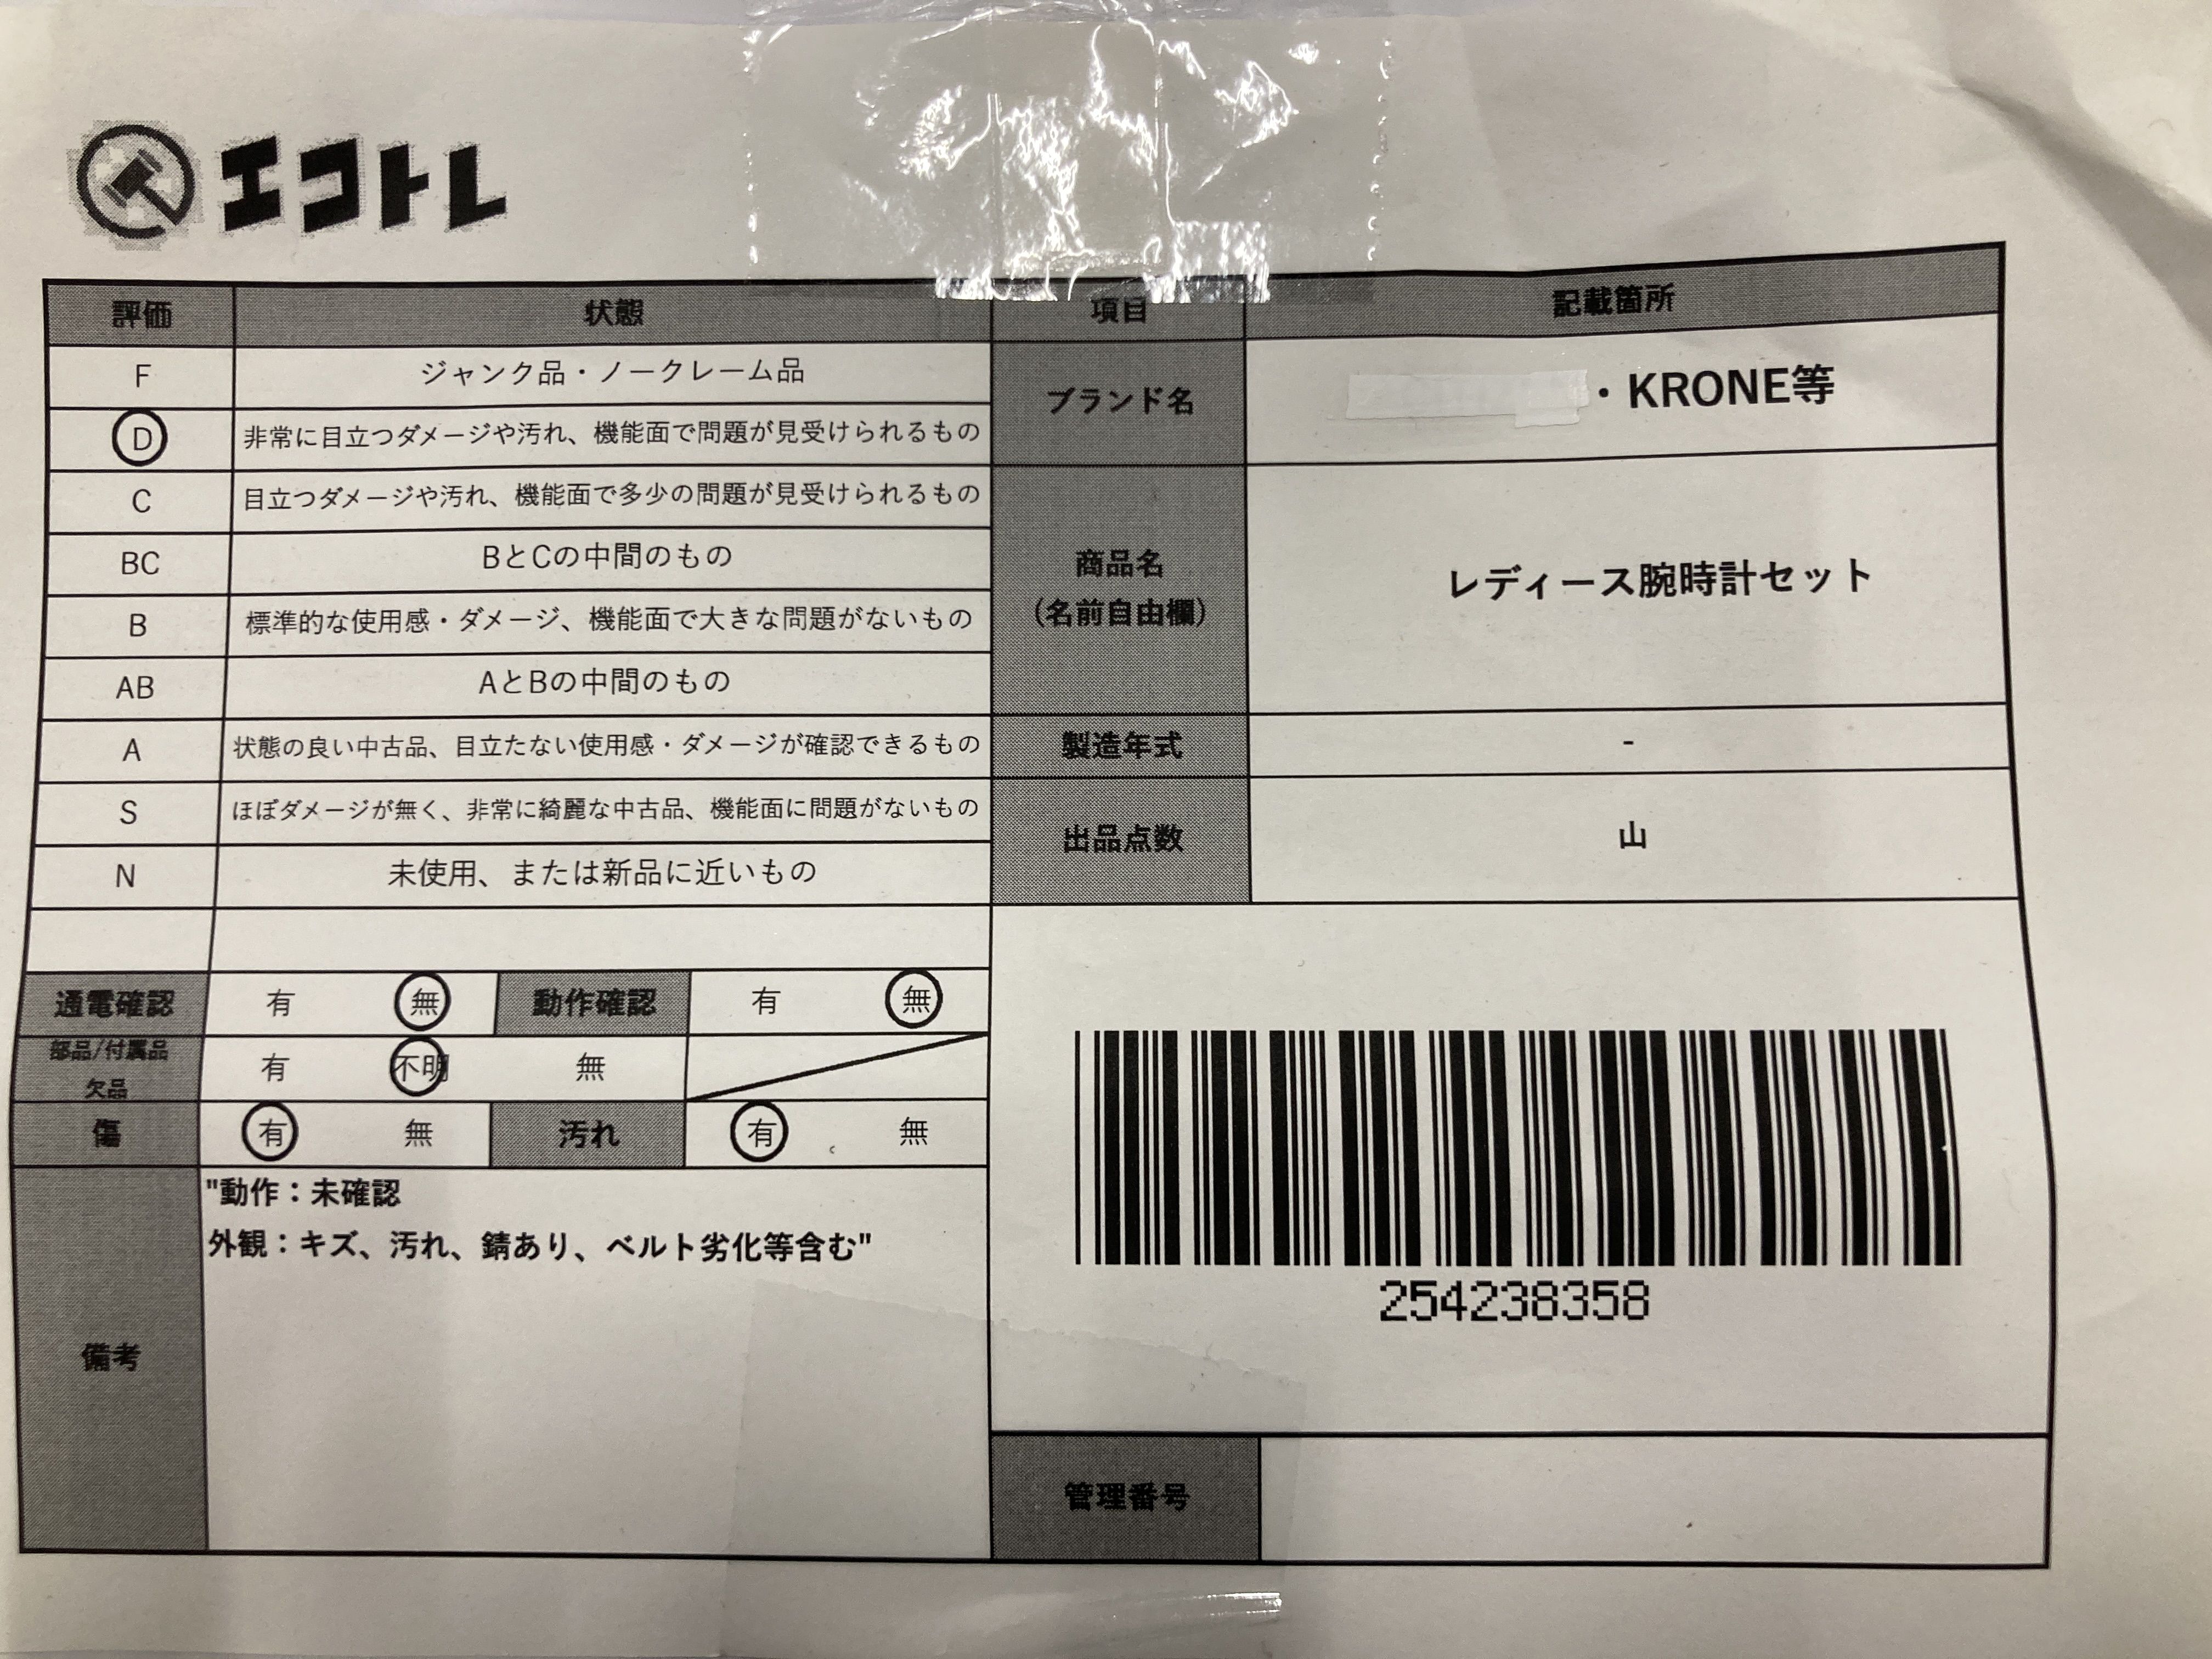 エコトレ
評価 状態 項目 記載箇所
F ジャンク品・ノークレーム品
D 非常に目立つダメージや汚れ、機能面で問題が見受けられるもの
C 目立つダメージや汚れ、機能面で多少の問題が見受けられるもの
BC BとCの中間のもの
B 標準的な使用感・ダメージ、機能面で大きな問題がないもの
AB AとBの中間のもの
A 状態の良い中古品、目立たない使用感・ダメージが確認できるもの
S ほぼダメージが無く、非常に綺麗な中古品、機能面に問題がないもの
N 未使用、または新品に近いもの
ブランド名 ・KRONE等
商品名
(名前自由欄)
レディース腕時計セット
製造年式 -
出品点数 山
通電確認 有 無 動作確認 有 無
部品/付属品
欠品
有 不明 無
傷 有 無 汚れ 有 無
備考
"動作：未確認
外観：キズ、汚れ、錆あり、ベルト劣化等含む"
254238358
管理番号